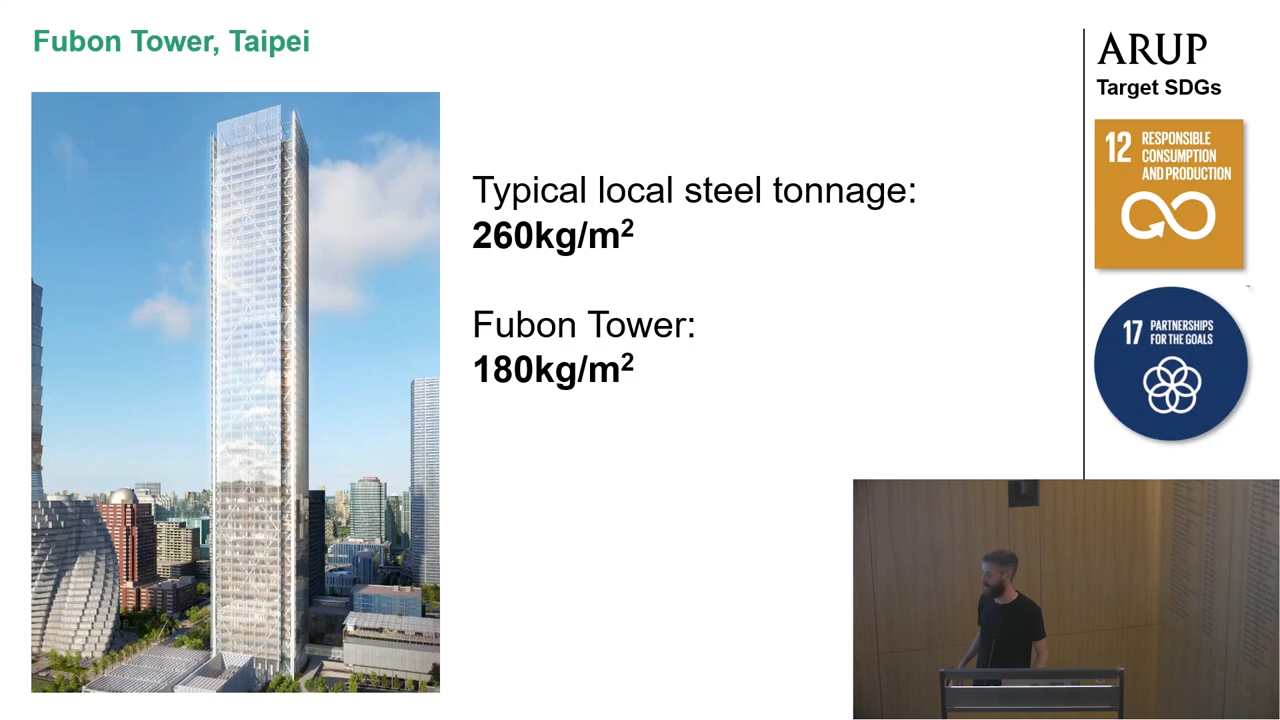 Fubon Tower, Taipei
Typical local steel tonnage:
260kg/m²
Fubon Tower:
180kg/m²
ARUP
Target SDGs
12 RESPONSIBLE
CONSUMPTION
AND PRODUCTION
17 PARTNERSHIPS
FOR THE GOALS